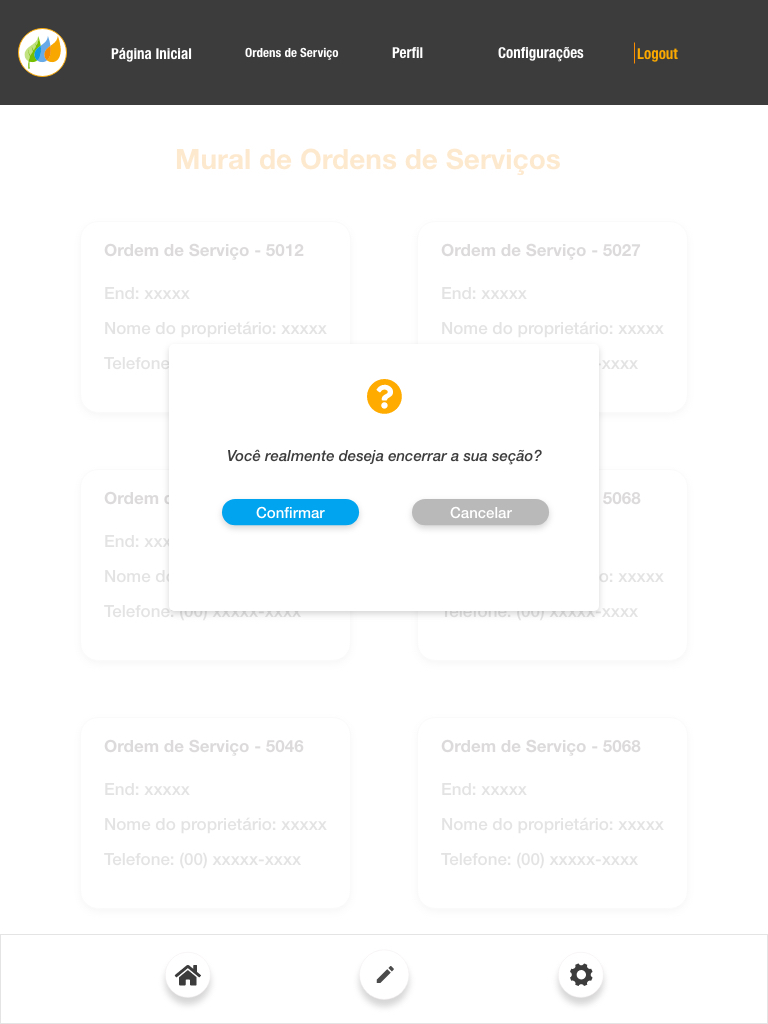 Página Inicial
Ordens de Serviço
Perfil
Configurações
Logout
Mural de Ordens de Serviços
Ordem de Serviço - 5012
End: xxxxx
Nome do proprietário: xxxxx
Telefone
Ordem de Serviço - 5027
End: xxxxx
Nome do proprietário: xxxxx
-xxxx
?
Você realmente deseja encerrar a sua seção?
Confirmar
Cancelar
Ordem
End: xxx
Nome do
Telefone: (00) xxxxx-xxxx
5068
o: xxxxx
Telefone: (00) xxxxx-xxxx
Ordem de Serviço - 5046
End: xxxxx
Nome do proprietário: xxxxx
Telefone: (00) xxxxx-xxxx
Ordem de Serviço - 5068
End: xxxxx
Nome do proprietário: xxxxx
Telefone: (00) xxxxx-xxxx